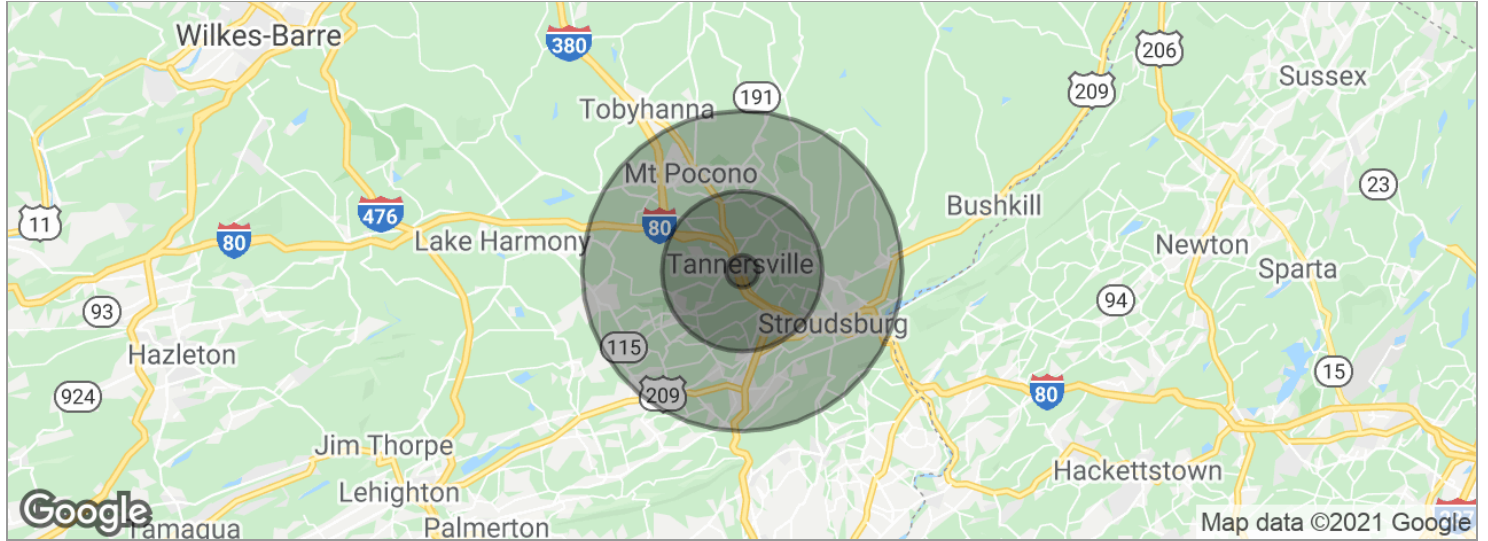 Wilkes-Barre
380
206
Sussex
209
191
Tobyhanna
Mt Pocono
23
11
476
80
80
Bushkill
Lake Harmony
Newton
Tannersville
Sparta
93
94
Stroudsburg
115
Hazleton
15
924
209
80
Jim Thorpe
Hackettstown
Lehighton
Google
Tamaqua
Palmerton
Map data ©2021 Google